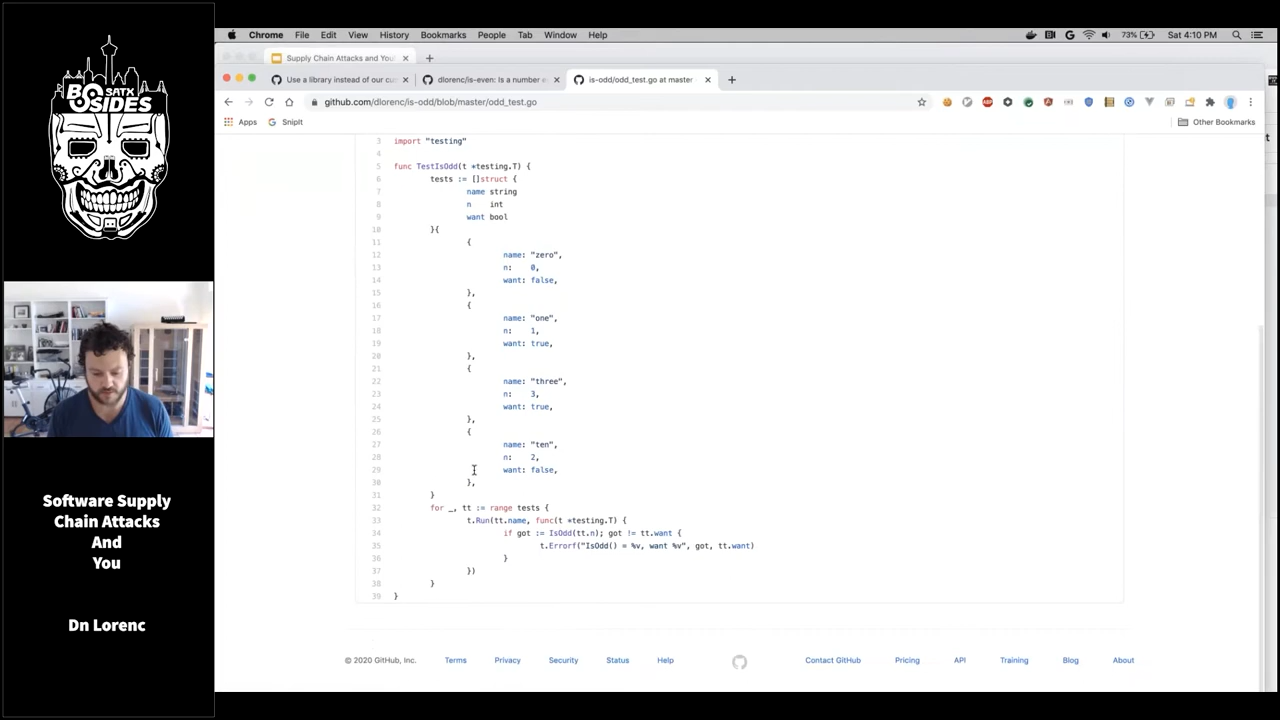 BSIDES
SATX
Software Supply
Chain Attacks
And
You
Dn Lorenc
Chrome File Edit View History Bookmarks People Tab Window Help
73% Sat 4:10 PM
Supply Chain Attacks and You
Use a library instead of our cu
dlorenc/is-even: is a number e
is-odd/odd_test.go at master
github.com/dlorenc/is-odd/blob/master/odd_test.go
Apps SnipIt Other Bookmarks
3 import "testing"
4
5 func TestIsOdd(t *testing.T) {
6 tests := []struct {
7 name string
8 n int
9 want bool
10 }{
11 {
12 name: "zero",
13 n: 0,
14 want: false,
15 },
16 {
17 name: "one",
18 n: 1,
19 want: true,
20 },
21 {
22 name: "three",
23 n: 3,
24 want: true,
25 },
26 {
27 name: "ten",
28 n: 2,
29 want: false,
30 },
31 }
32 for _, tt := range tests {
33 t.Run(tt.name, func(t *testing.T) {
34 if got := IsOdd(tt.n); got != tt.want {
35 t.Errorf("IsOdd() = %v, want %v", got, tt.want)
36 }
37 })
38 }
39 }
© 2020 GitHub, Inc. Terms Privacy Security Status Help Contact GitHub Pricing API Training Blog About